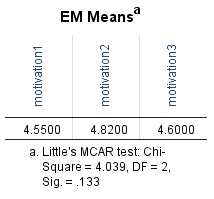 EM Meansa
motivation1 motivation2 motivation3
4.5500 4.8200 4.6000
a. Little's MCAR test: Chi-
Square = 4.039, DF = 2,
Sig. = .133